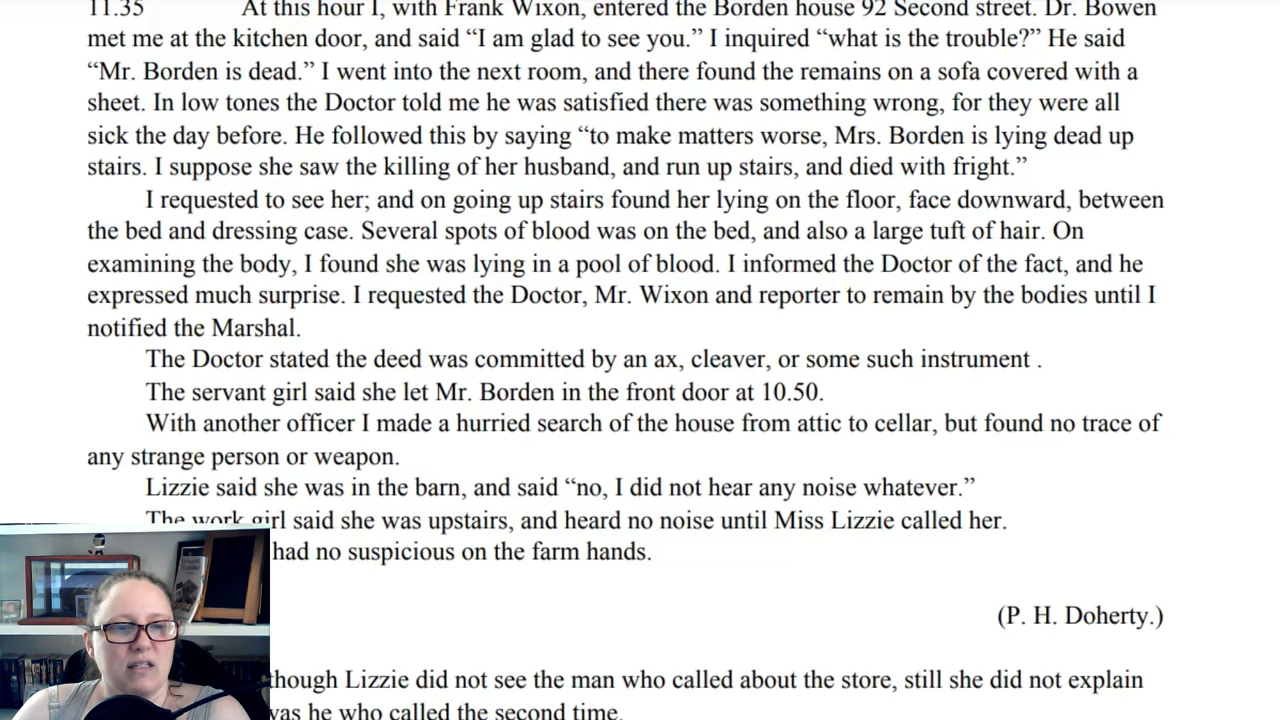 11.35 At this hour I, with Frank Wixon, entered the Borden house 92 Second street. Dr. Bowen
met me at the kitchen door, and said “I am glad to see you.” I inquired “what is the trouble?” He said
“Mr. Borden is dead.” I went into the next room, and there found the remains on a sofa covered with a
sheet. In low tones the Doctor told me he was satisfied there was something wrong, for they were all
sick the day before. He followed this by saying “to make matters worse, Mrs. Borden is lying dead up
stairs. I suppose she saw the killing of her husband, and run up stairs, and died with fright.”
I requested to see her; and on going up stairs found her lying on the floor, face downward, between
the bed and dressing case. Several spots of blood was on the bed, and also a large tuft of hair. On
examining the body, I found she was lying in a pool of blood. I informed the Doctor of the fact, and he
expressed much surprise. I requested the Doctor, Mr. Wixon and reporter to remain by the bodies until I
notified the Marshal.
The Doctor stated the deed was committed by an ax, cleaver, or some such instrument .
The servant girl said she let Mr. Borden in the front door at 10.50.
With another officer I made a hurried search of the house from attic to cellar, but found no trace of
any strange person or weapon.
Lizzie said she was in the barn, and said “no, I did not hear any noise whatever.”
The work girl said she was upstairs, and heard no noise until Miss Lizzie called her.
had no suspicious on the farm hands.
(P. H. Doherty.)
though Lizzie did not see the man who called about the store, still she did not explain
was he who called the second time.